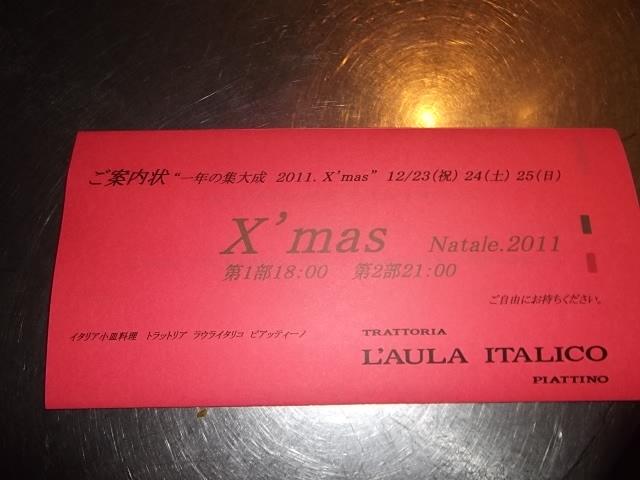 ご案内状 “一年の集大成 2011. X’mas” 12/23(祝) 24(土) 25(日)
X’mas Natale.2011
第1部18:00 第2部21:00
ご自由にお持ちください。
イタリア小皿料理 トラットリア ラウライタリコ ピアッティーノ
TRATTORIA
L'AULA ITALICO
PIATTINO